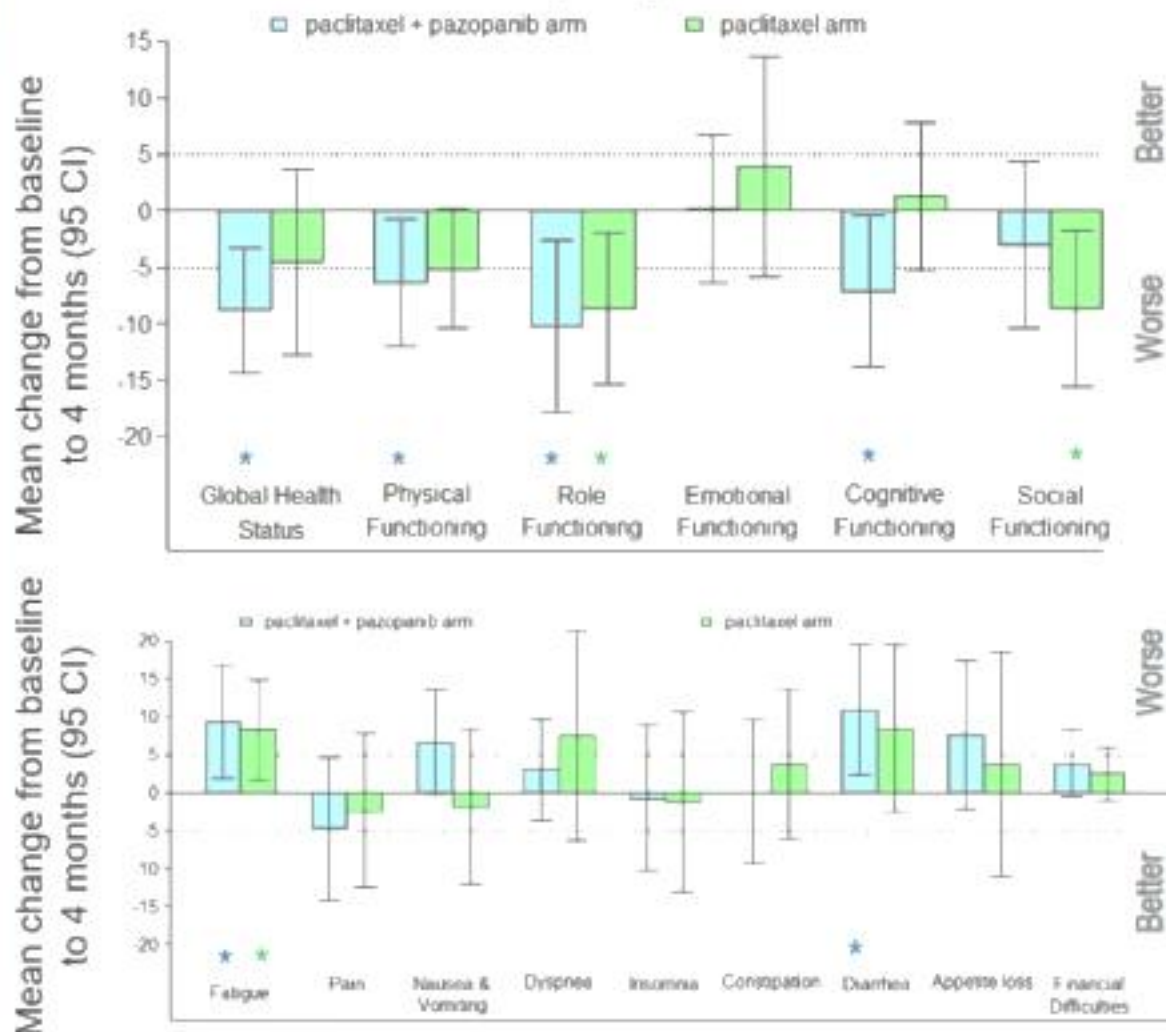 paclitaxel + pazopanib arm
paclitaxel arm
Mean change from baseline
to 4 months (95 CI)
15
10
5
0
-5
-10
-15
-20
Better
Worse
* * * * * *
Global Health
Status
Physical
Functioning
Role
Functioning
Emotional
Functioning
Cognitive
Functioning
Social
Functioning
paclitaxel + pazopanib arm
paclitaxel arm
Mean change from baseline
to 4 months (95 CI)
20
15
10
5
0
-5
-10
-15
-20
Worse
Better
* * *
Fatigue
Pain
Nausea &
Vomiting
Dyspnea
Insomnia
Constipation
Diarrhea
Appetite loss
Financial
Difficulties